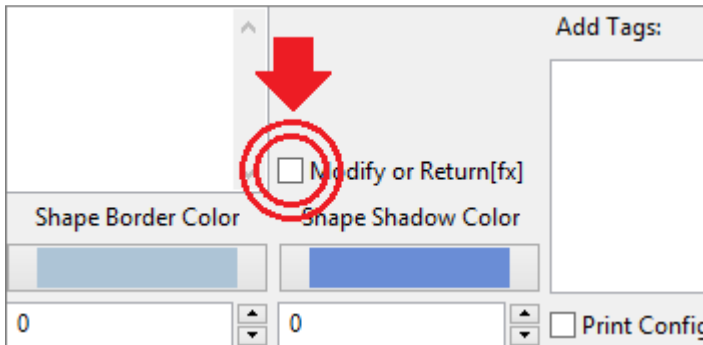 Add Tags:
Modify or Return[fx]
Shape Border Color
Shape Shadow Color
0
0
Print Config